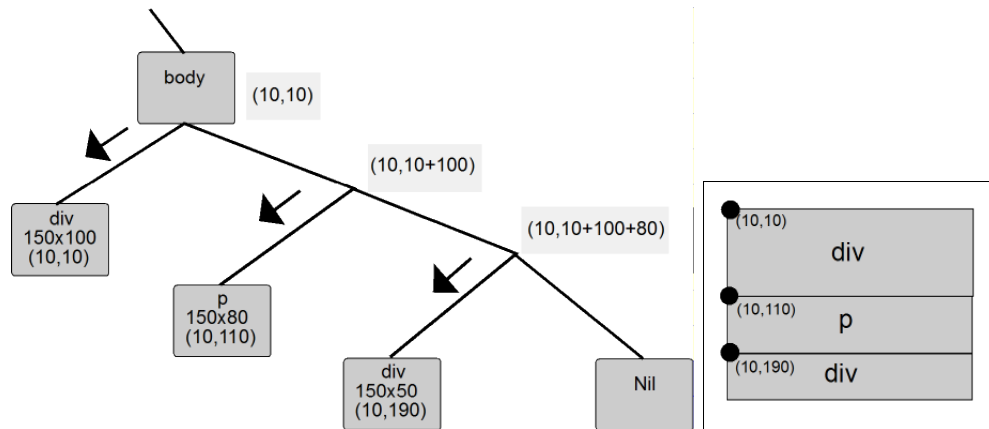 body
(10,10)
(10,10+100)
div
150x100
(10,10)
(10,10+100+80)
p
150x80
(10,110)
div
150x50
(10,190)
Nil
(10,10)
div
(10,110)
p
(10,190)
div